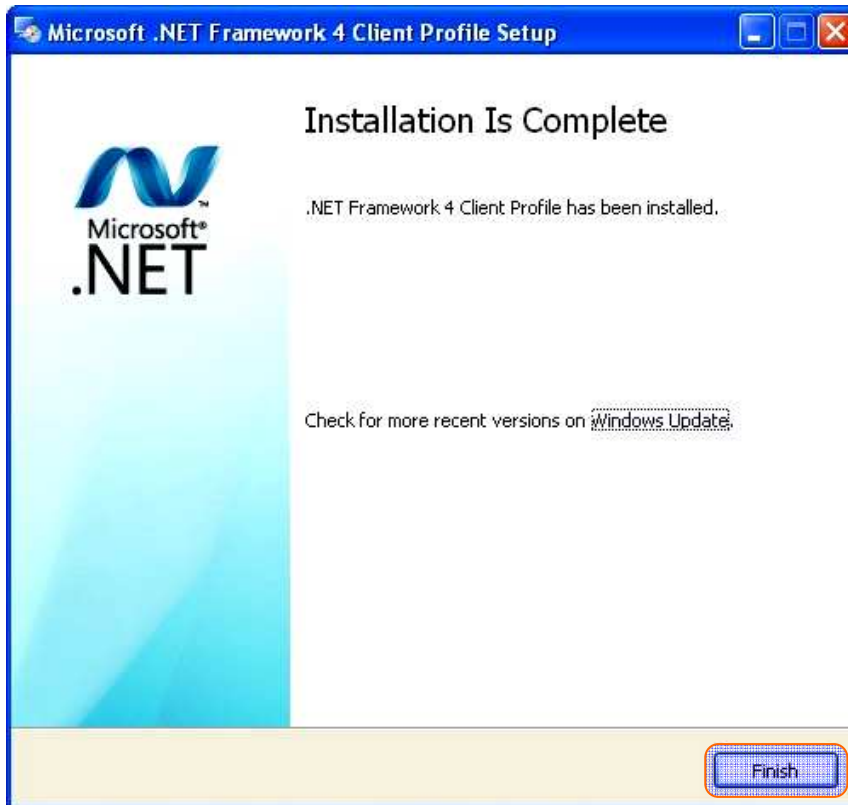 Microsoft .NET Framework 4 Client Profile Setup
Installation Is Complete
Microsoft®
.NET™
.NET Framework 4 Client Profile has been installed.
Check for more recent versions on Windows Update.
Finish